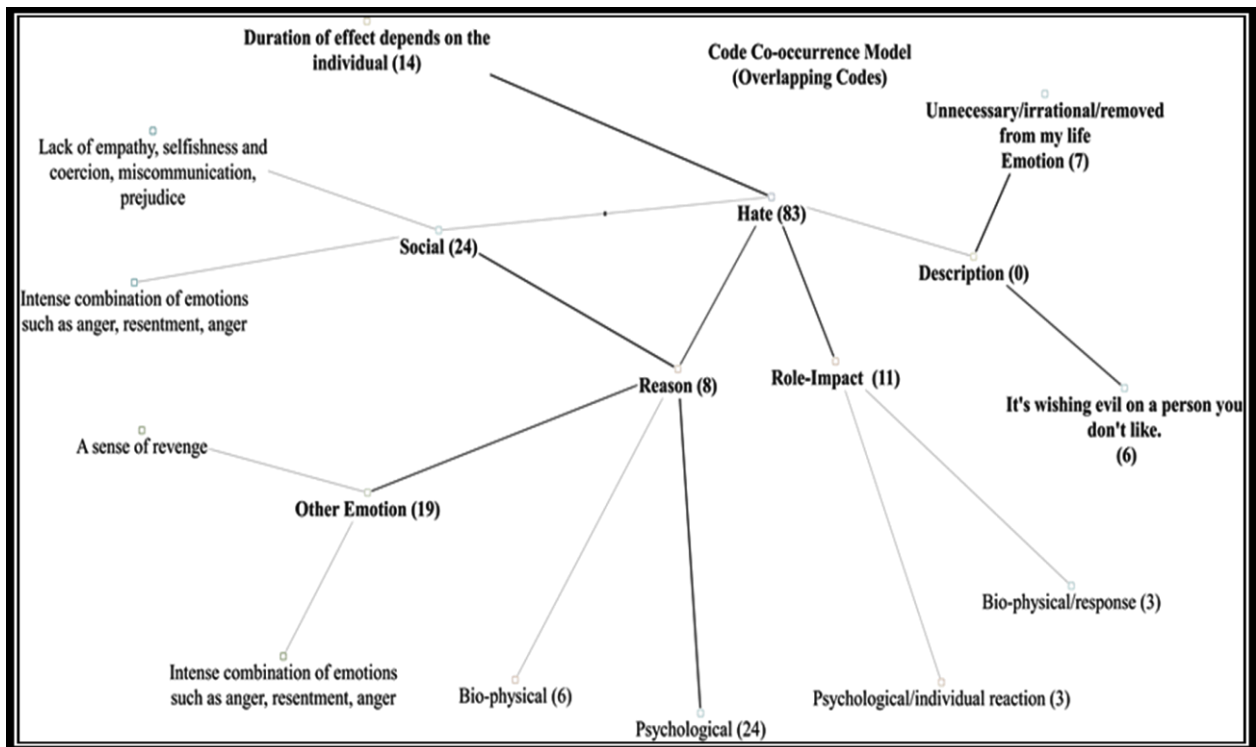 Duration of effect depends on the
individual (14)
Code Co-occurrence Model
(Overlapping Codes)
Unnecessary/irrational/removed
from my life
Emotion (7)
Lack of empathy, selfishness and
coercion, miscommunication,
prejudice
Hate (83)
Social (24)
Description (0)
Intense combination of emotions
such as anger, resentment, anger
Reason (8)
Role-Impact (11)
It's wishing evil on a person you
don't like.
(6)
A sense of revenge
Other Emotion (19)
Bio-physical/response (3)
Intense combination of emotions
such as anger, resentment, anger
Bio-physical (6)
Psychological/individual reaction (3)
Psychological (24)